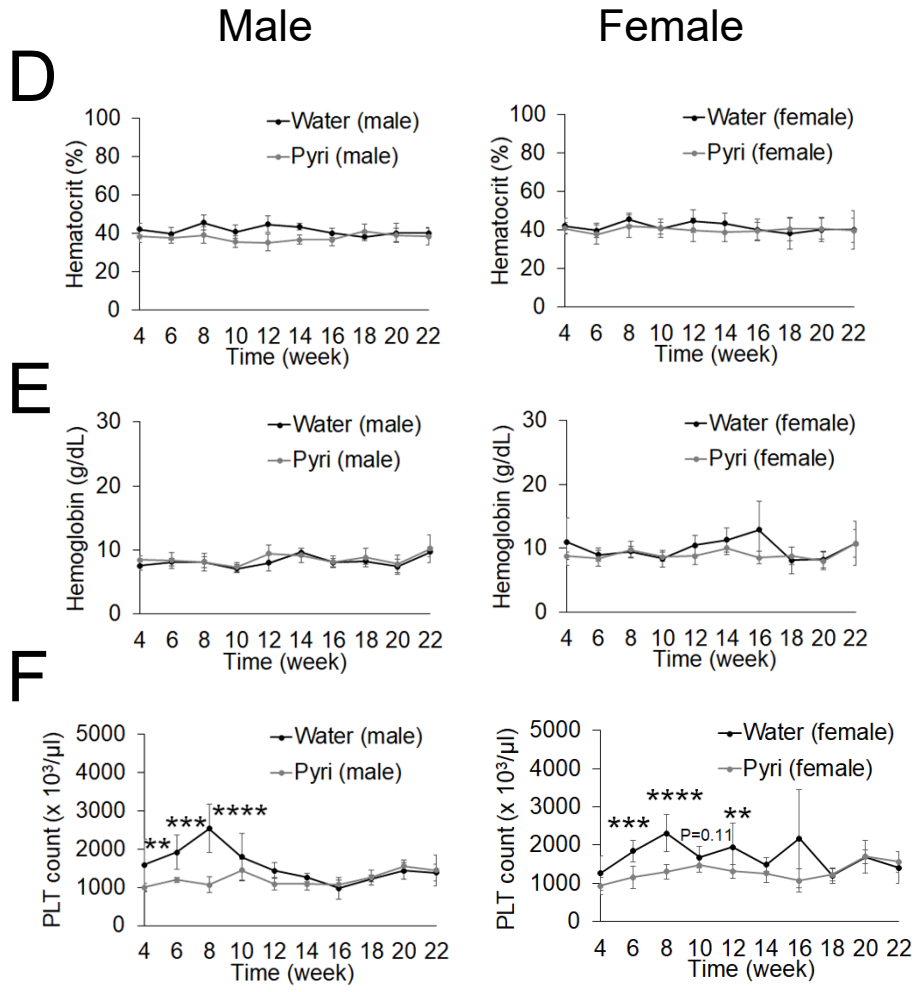 Male
Female
D
Hematocrit (%)
100
80
60
40
20
0
Water (male)
Pyri (male)
4 6 8 10 12 14 16 18 20 22
Time (week)
Hematocrit (%)
100
80
60
40
20
0
Water (female)
Pyri (female)
4 6 8 10 12 14 16 18 20 22
Time (week)
E
Hemoglobin (g/dL)
30
20
10
0
Water (male)
Pyri (male)
4 6 8 10 12 14 16 18 20 22
Time (week)
Hemoglobin (g/dL)
30
20
10
0
Water (female)
Pyri (female)
4 6 8 10 12 14 16 18 20 22
Time (week)
F
PLT count (x 10³/µl)
5000
4000
3000
2000
1000
0
Water (male)
Pyri (male)
** *** ****
4 6 8 10 12 14 16 18 20 22
Time (week)
PLT count (x 10³/µl)
5000
4000
3000
2000
1000
0
Water (female)
Pyri (female)
*** **** P=0.11 **
4 6 8 10 12 14 16 18 20 22
Time (week)